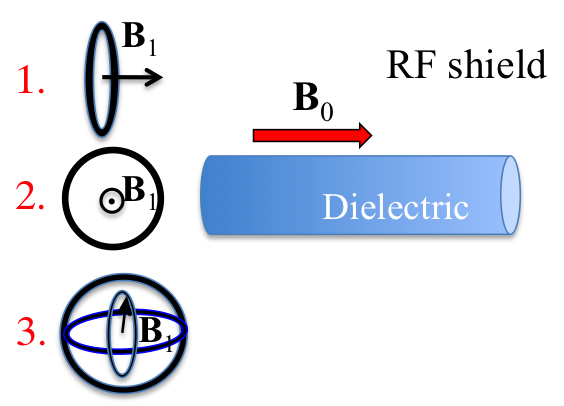 1. B₁
RF shield
B₀
2. B₁
Dielectric
3. B₁